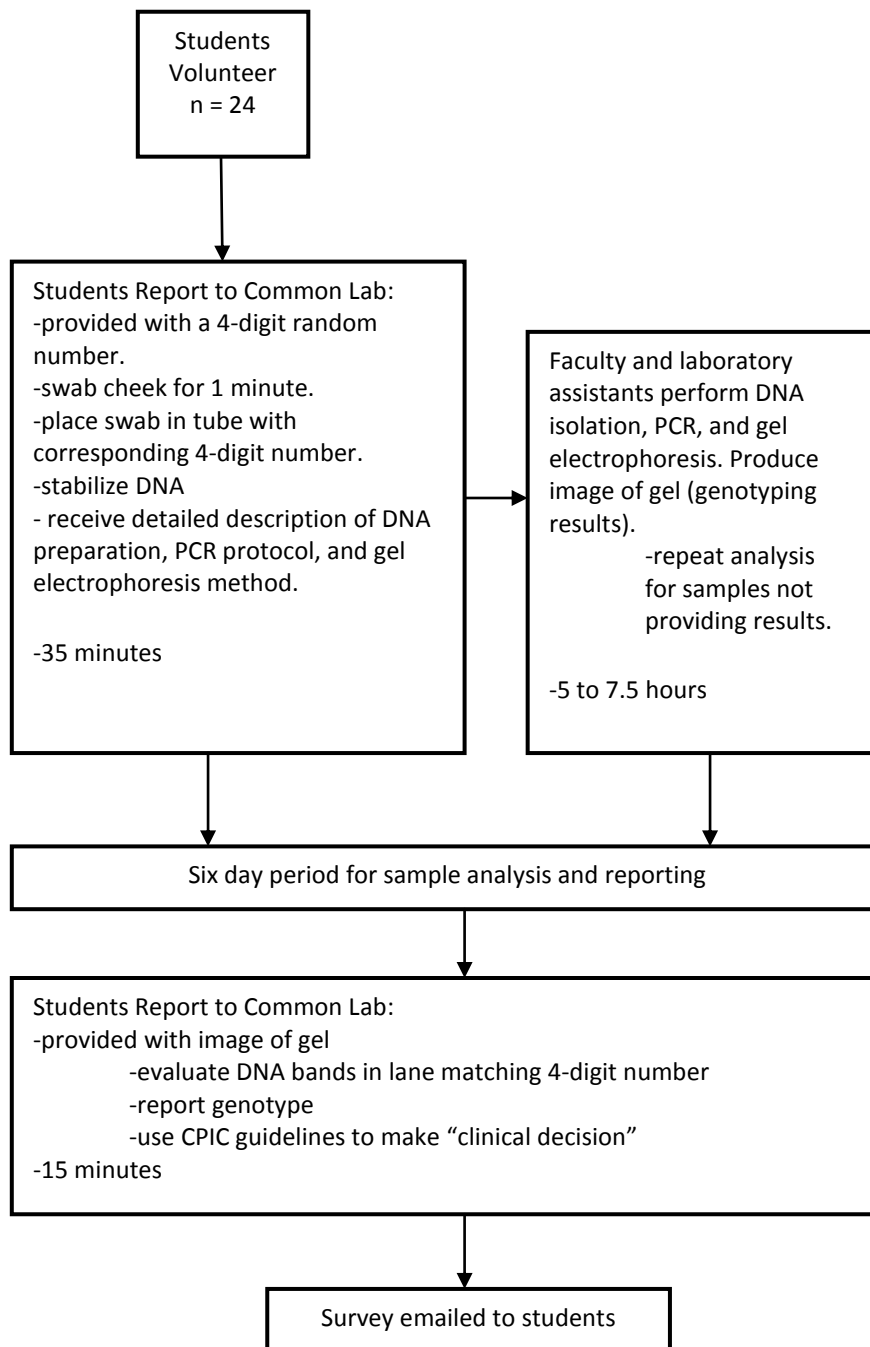 Students
Volunteer
n = 24
Students Report to Common Lab:
-provided with a 4-digit random
number.
-swab cheek for 1 minute.
-place swab in tube with
corresponding 4-digit number.
-stabilize DNA
- receive detailed description of DNA
preparation, PCR protocol, and gel
electrophoresis method.
-35 minutes
Faculty and laboratory
assistants perform DNA
isolation, PCR, and gel
electrophoresis. Produce
image of gel (genotyping
results).
-repeat analysis
for samples not
providing results.
-5 to 7.5 hours
Six day period for sample analysis and reporting
Students Report to Common Lab:
-provided with image of gel
-evaluate DNA bands in lane matching 4-digit number
-report genotype
-use CPIC guidelines to make “clinical decision”
-15 minutes
Survey emailed to students